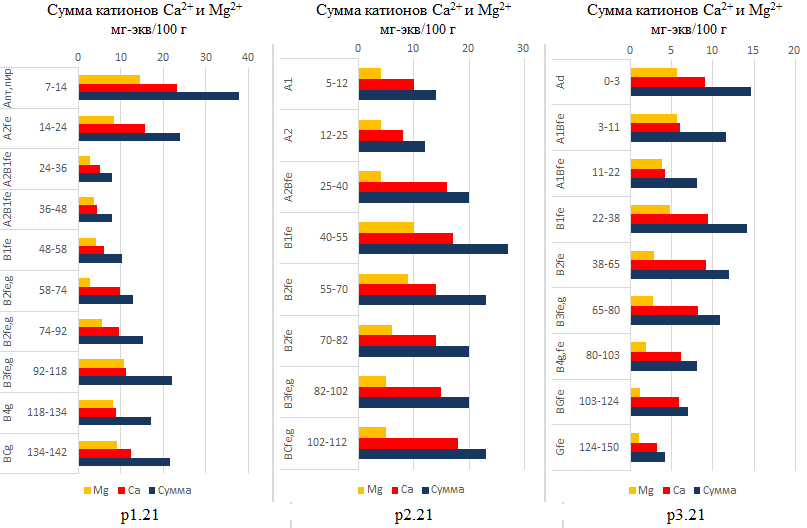 Сумма катионов Ca²⁺ и Mg²⁺
мг-экв/100 г
0 10 20 30 40
Апт,пир 7-14
A2fe 14-24
A2B1fe 24-36
A2B1fe 36-48
B1fe 48-58
B2fe,g 58-74
B2fe,g 74-92
B3fe,g 92-118
B4g 118-134
BCg 134-142
Mg Ca Сумма
p1.21
Сумма катионов Ca²⁺ и Mg²⁺
мг-экв/100 г
0 10 20 30
A1 5-12
A2 12-25
A2Bfe 25-40
B1fe 40-55
B2fe 55-70
B2fe 70-82
B3fe,g 82-102
BCfe,g 102-112
Mg Ca Сумма
p2.21
Сумма катионов Ca²⁺ и Mg²⁺
мг-экв/100 г
0 5 10 15 20
Ad 0-3
A1Bfe 3-11
A1Bfe 11-22
B1fe 22-38
B2fe 38-65
B3fe,g 65-80
B4g,fe 80-103
BGfe 103-124
Gfe 124-150
Mg Ca Сумма
p3.21